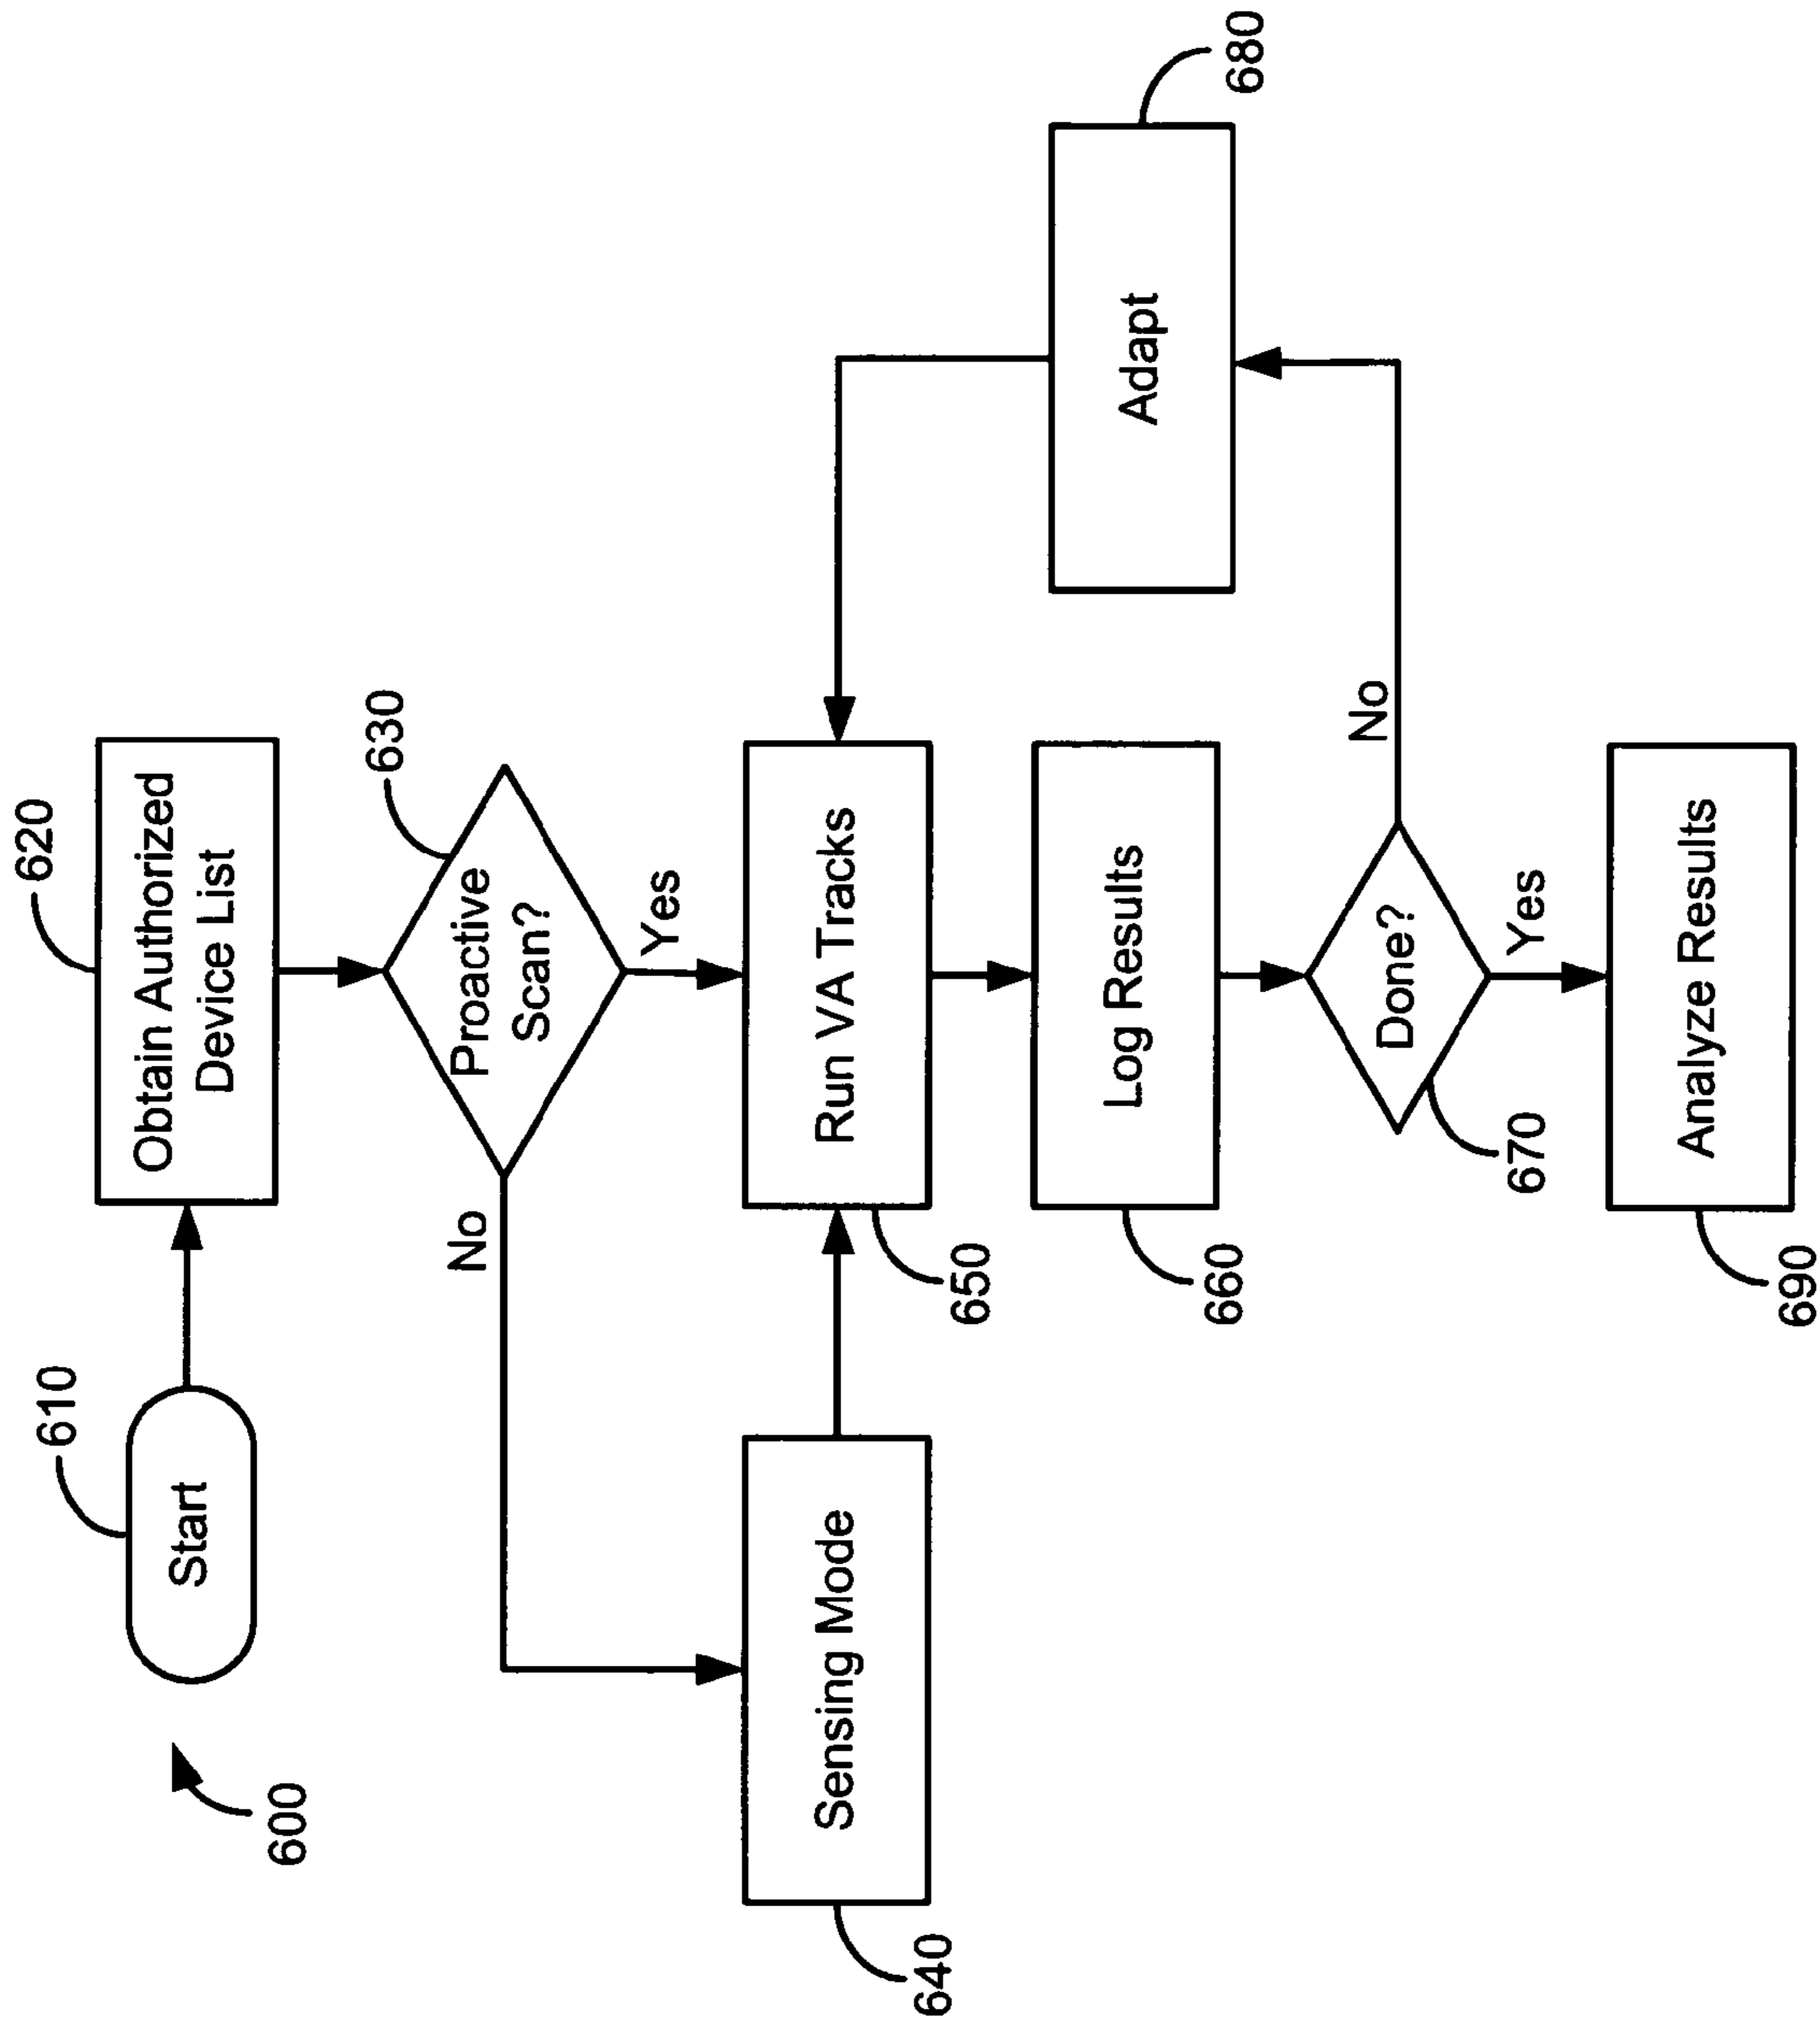 600
610
Start
620
Obtain Authorized
Device List
630
Proactive
Scan?
No
Yes
640
Sensing Mode
650
Run VA Tracks
660
Log Results
670
Done?
No
Yes
680
Adapt
690
Analyze Results